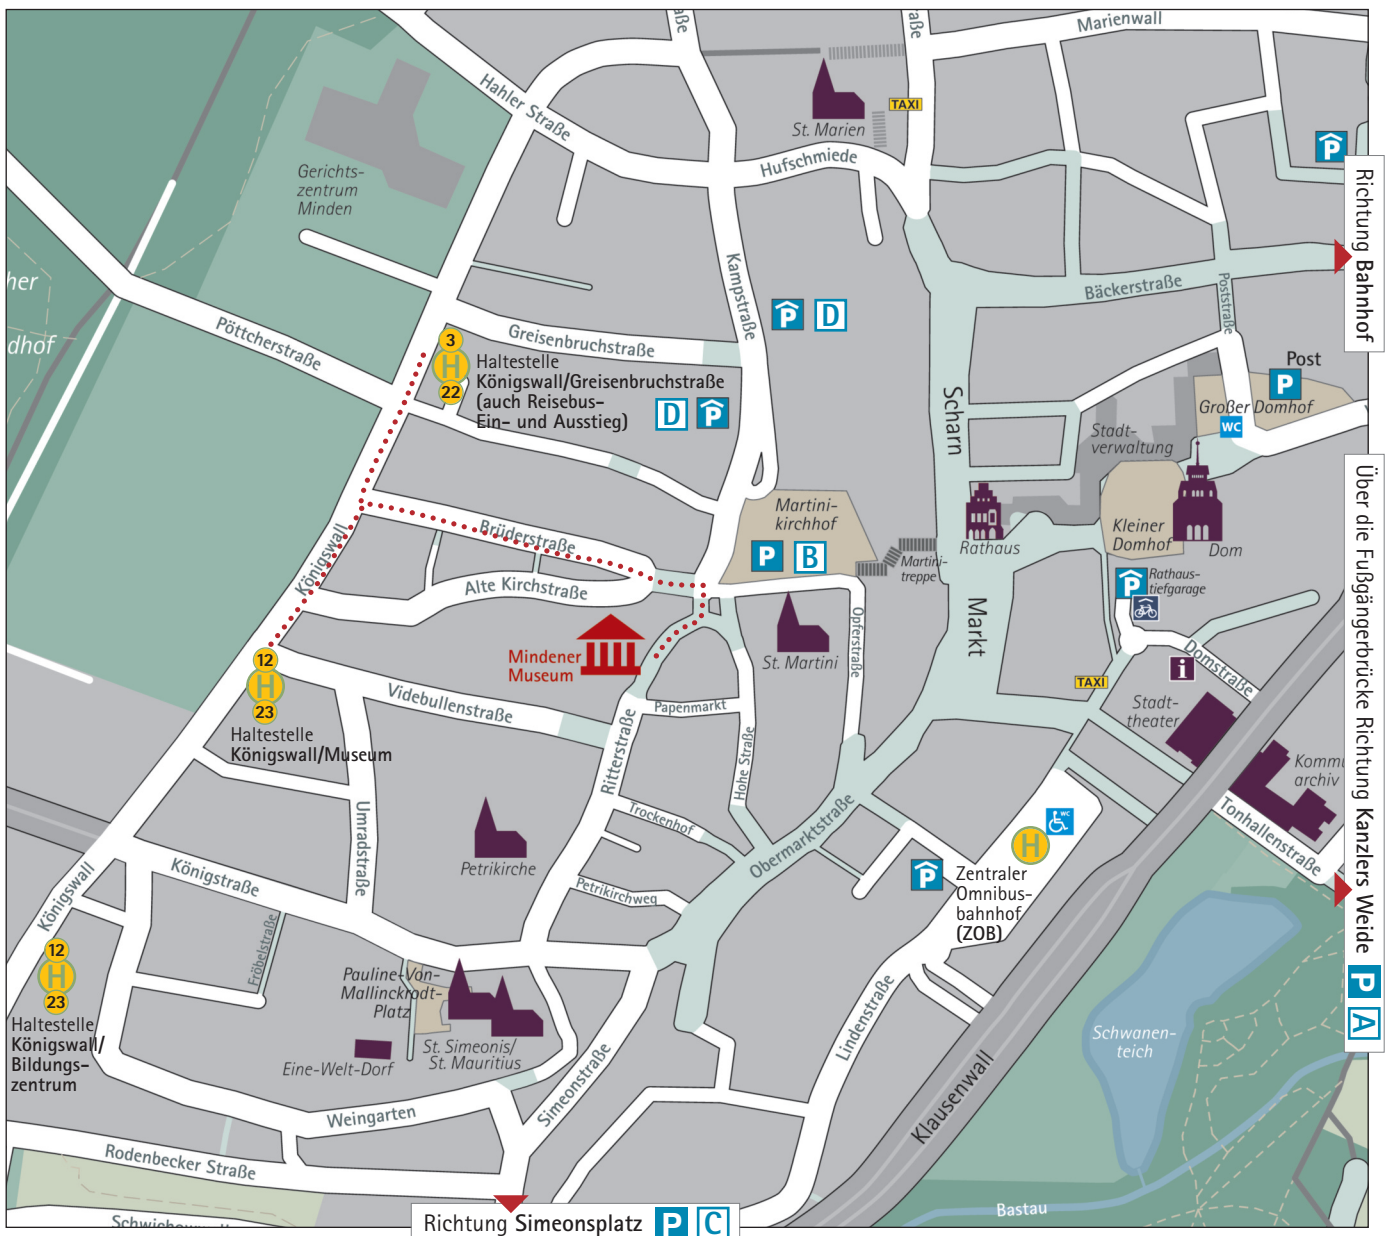 Marienwall
Hahler Straße
TAXI
St. Marien
Hufschmiede
P
Gerichts-
zentrum
Minden
Richtung Bahnhof
Kampstraße
Bäckerstraße
Poststraße
Pöttcherstraße
Greisenbruchstraße
P D
3
H
22
Haltestelle
Königswall/Greisenbruchstraße
(auch Reisebus-
Ein- und Ausstieg)
D P
Post
P
Großer Domhof
WC
Scharn
Stadt-
verwaltung
Martini-
kirchhof
P B
Martini-
treppe
Rathaus
Kleiner
Domhof
Dom
Königswall
Brüderstraße
Alte Kirchstraße
P
Rathaus-
tiefgarage
Mindener
Museum
St. Martini
Opferstraße
Markt
Domstraße
i
TAXI
Stadt-
theater
12
H
23
Haltestelle
Königswall/Museum
Videbullenstraße
Papenmarkt
Ritterstraße
Hohe Straße
Über die Fußgängerbrücke Richtung Kanzlers Weide P A
Umradstraße
Trockenhof
Obermarktstraße
Petrikirche
Petrikirchweg
P
H
WC
Zentraler
Omnibus-
bahnhof
(ZOB)
Tonhallenstraße
Königswall
Königstraße
Fröbelstraße
12
H
23
Haltestelle
Königswall/
Bildungs-
zentrum
Pauline-Von-
Mallinckrodt-
Platz
St. Simeonis/
St. Mauritius
Eine-Welt-Dorf
Lindenstraße
Schwanen-
teich
Klausenwall
Simeonstraße
Weingarten
Rodenbecker Straße
Bastau
Richtung Simeonsplatz P C